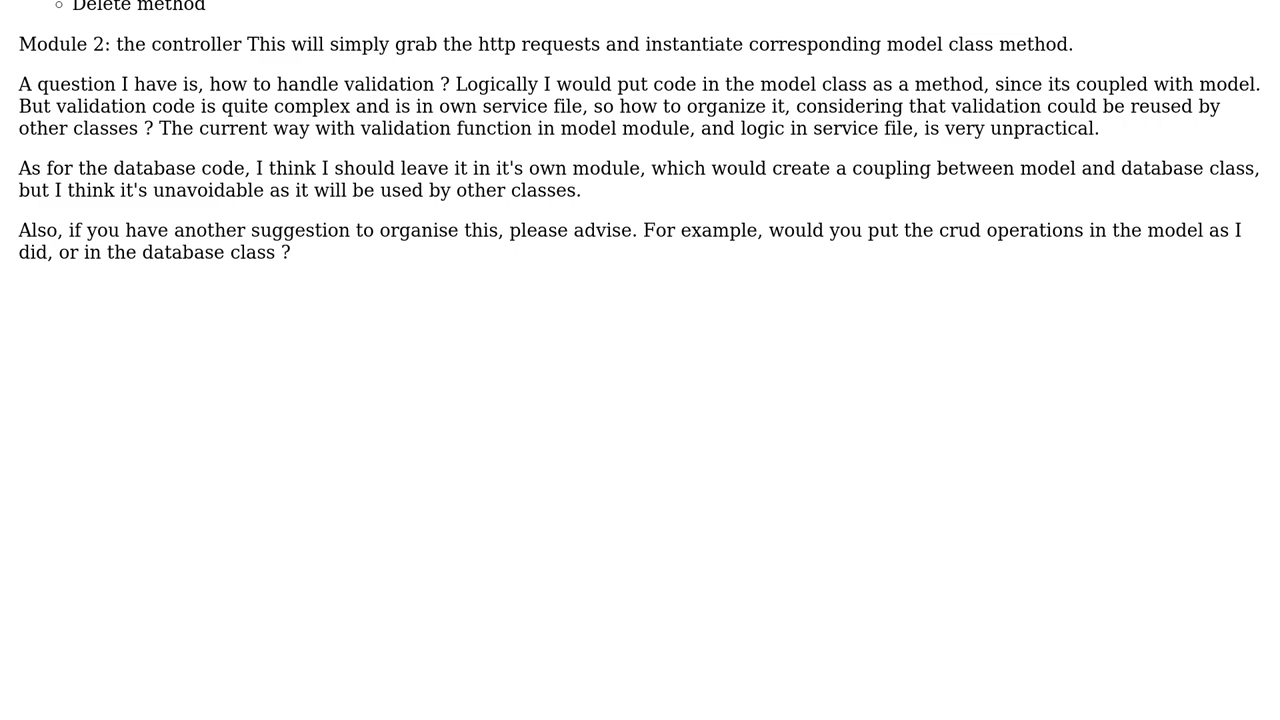 Delete method
Module 2: the controller This will simply grab the http requests and instantiate corresponding model class method.
A question I have is, how to handle validation ? Logically I would put code in the model class as a method, since its coupled with model.
But validation code is quite complex and is in own service file, so how to organize it, considering that validation could be reused by
other classes ? The current way with validation function in model module, and logic in service file, is very unpractical.
As for the database code, I think I should leave it in it's own module, which would create a coupling between model and database class,
but I think it's unavoidable as it will be used by other classes.
Also, if you have another suggestion to organise this, please advise. For example, would you put the crud operations in the model as I
did, or in the database class ?